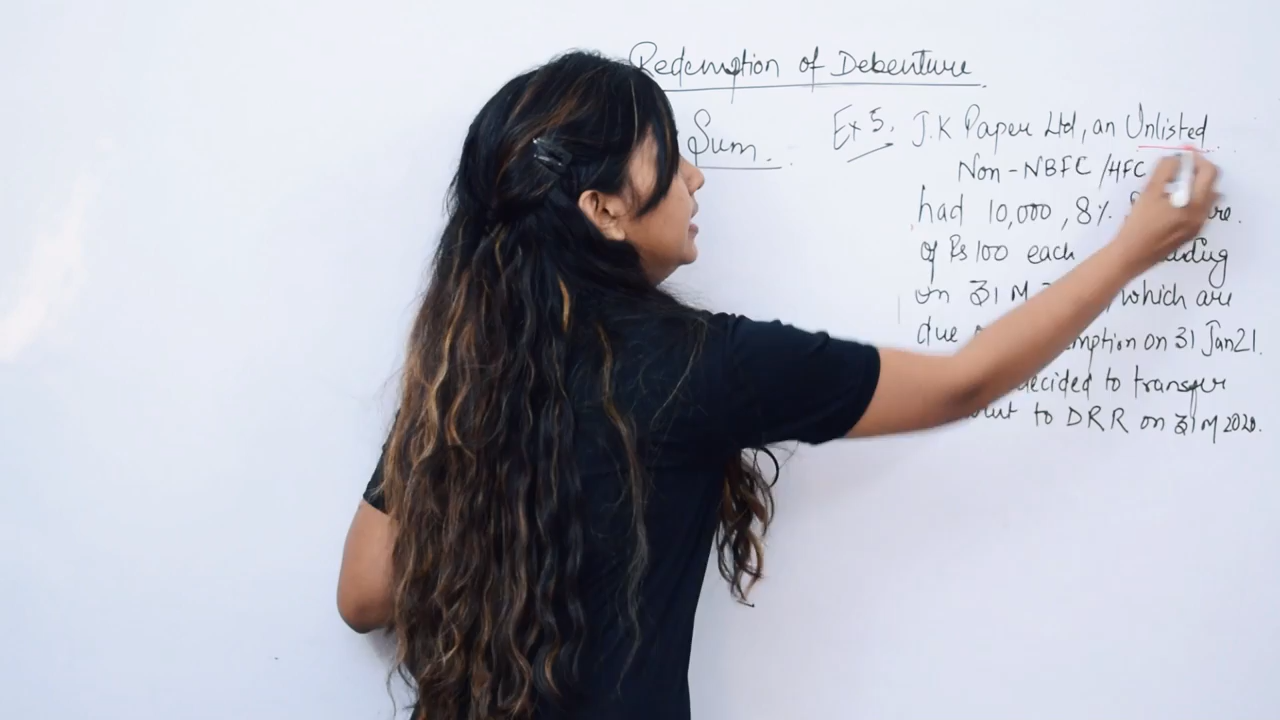 Redemption of Debenture
Sum.
Ex 5. J.K Paper Ltd, an Unlisted
Non-NBFC/HFC
had 10,000, 8%.
of Rs 100 each
on 31 M which are
due on 31 Jan 21.
decided to transfer
to DRR on 31 M 2020.